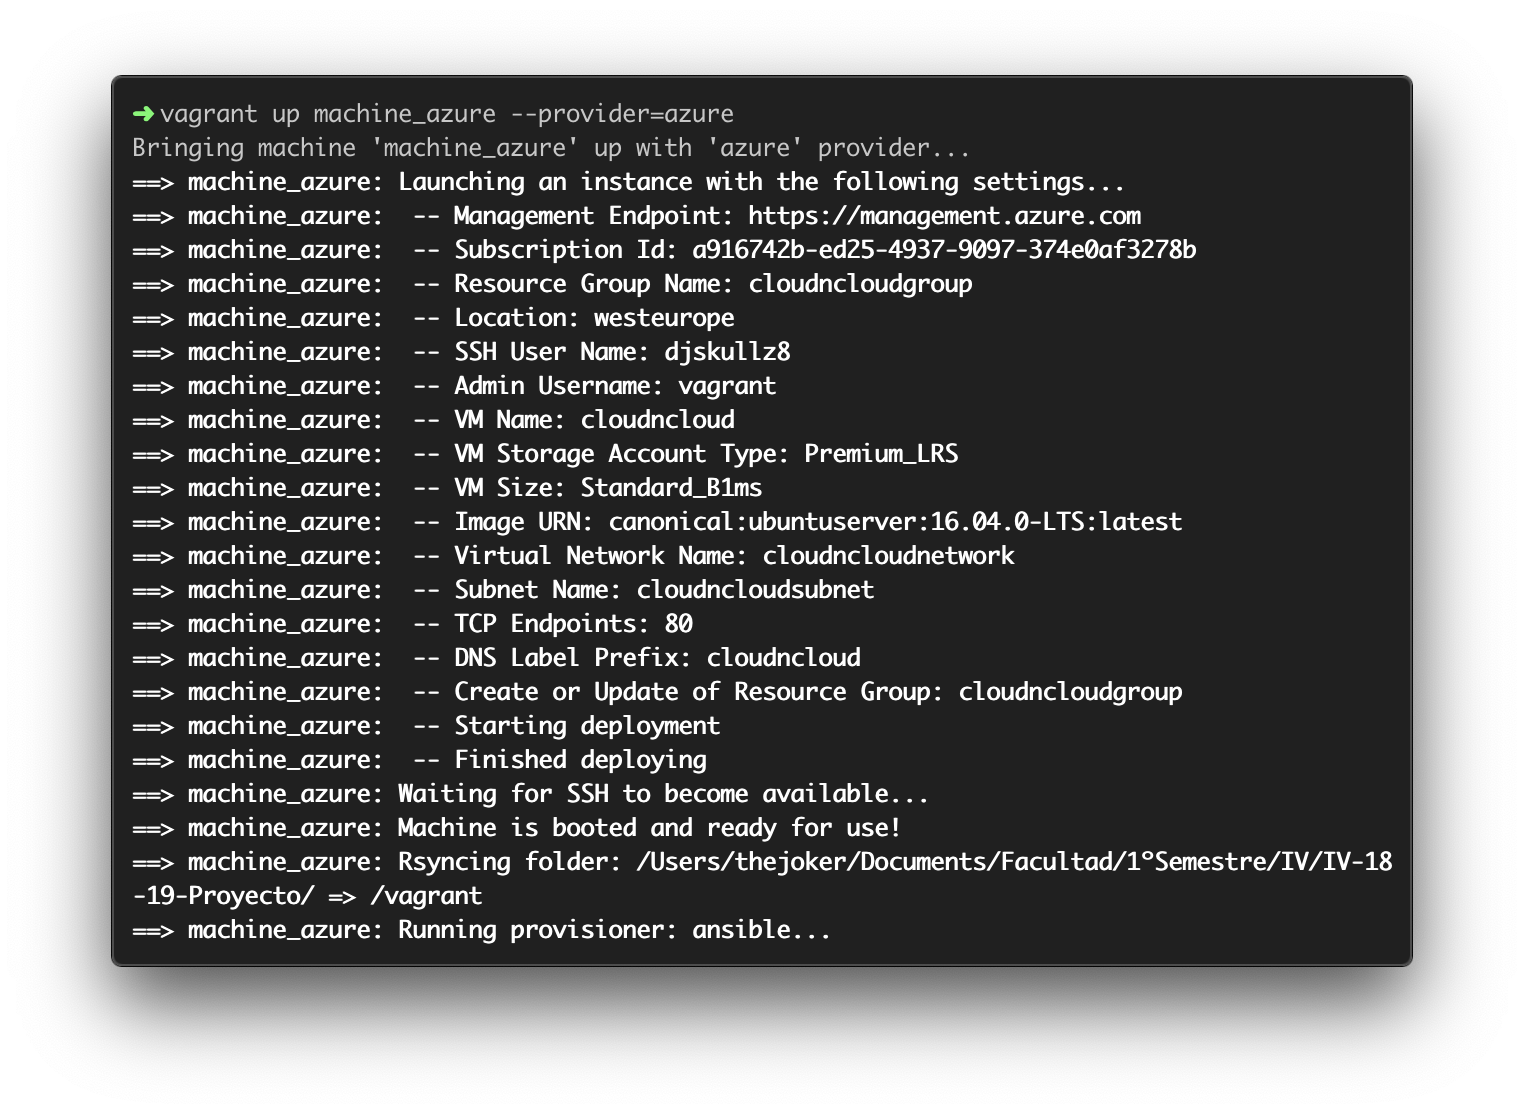 ➜ vagrant up machine_azure --provider=azure
Bringing machine 'machine_azure' up with 'azure' provider...
==> machine_azure: Launching an instance with the following settings...
==> machine_azure:  -- Management Endpoint: https://management.azure.com
==> machine_azure:  -- Subscription Id: a916742b-ed25-4937-9097-374e0af3278b
==> machine_azure:  -- Resource Group Name: cloudncloudgroup
==> machine_azure:  -- Location: westeurope
==> machine_azure:  -- SSH User Name: djskullz8
==> machine_azure:  -- Admin Username: vagrant
==> machine_azure:  -- VM Name: cloudncloud
==> machine_azure:  -- VM Storage Account Type: Premium_LRS
==> machine_azure:  -- VM Size: Standard_B1ms
==> machine_azure:  -- Image URN: canonical:ubuntuserver:16.04.0-LTS:latest
==> machine_azure:  -- Virtual Network Name: cloudncloudnetwork
==> machine_azure:  -- Subnet Name: cloudncloudsubnet
==> machine_azure:  -- TCP Endpoints: 80
==> machine_azure:  -- DNS Label Prefix: cloudncloud
==> machine_azure:  -- Create or Update of Resource Group: cloudncloudgroup
==> machine_azure:  -- Starting deployment
==> machine_azure:  -- Finished deploying
==> machine_azure: Waiting for SSH to become available...
==> machine_azure: Machine is booted and ready for use!
==> machine_azure: Rsyncing folder: /Users/thejoker/Documents/Facultad/1ºSemestre/IV/IV-18
-19-Proyecto/ => /vagrant
==> machine_azure: Running provisioner: ansible...